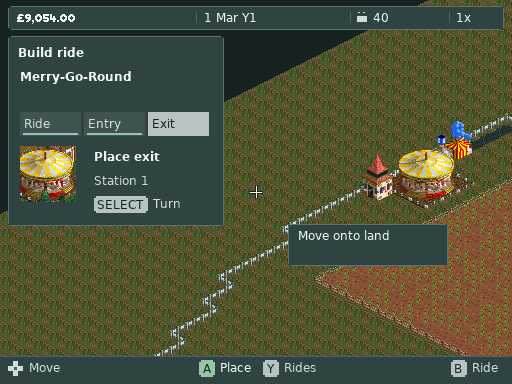 £9,054.00 1 Mar Y1 40 1x
Build ride
Merry-Go-Round
Ride Entry Exit
Place exit
Station 1
SELECT Turn
Move onto land
Move A Place Y Rides B Ride